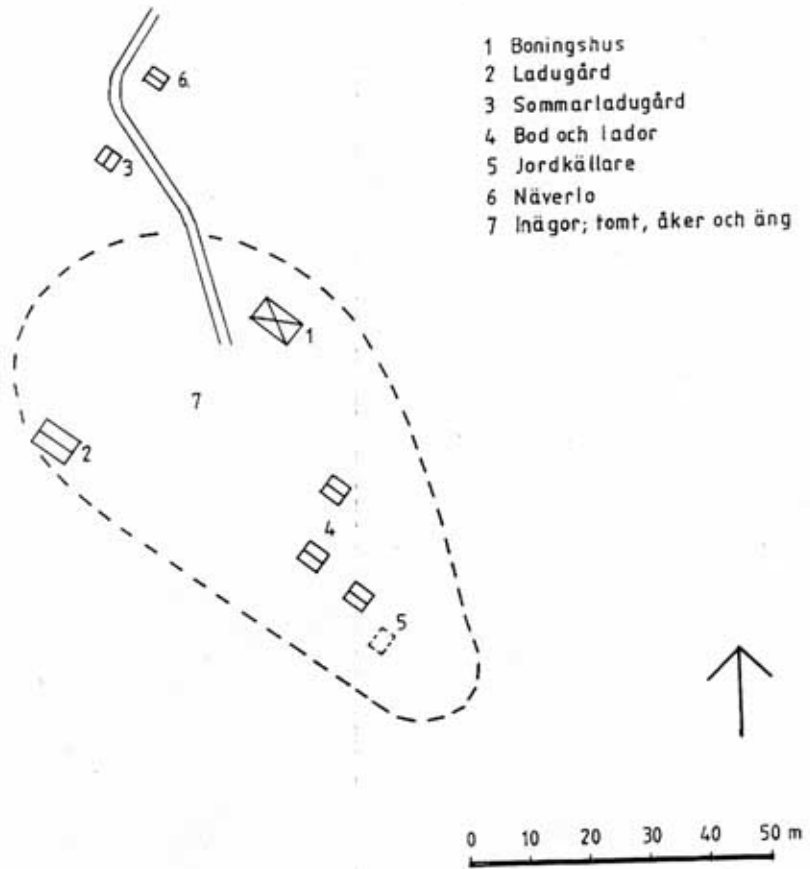 1 Boningshus
2 Ladugård
3 Sommarladugård
4 Bod och lador
5 Jordkällare
6 Näverlo
7 Inägor; tomt, åker och äng
6.
3
1
7
2
4
5
0 10 20 30 40 50 m